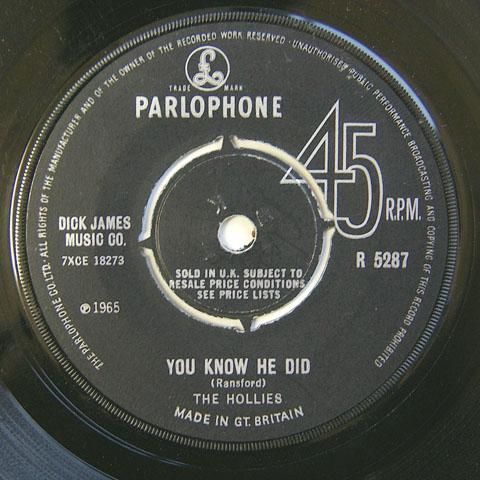 THE PARLOPHONE CO. LTD. · ALL RIGHTS OF THE MANUFACTURER AND OF THE OWNER OF THE RECORDED WORK RESERVED · UNAUTHORISED PUBLIC PERFORMANCE BROADCASTING AND COPYING OF THIS RECORD PROHIBITED
£
TRADE MARK
PARLOPHONE
45
R.P.M.
DICK JAMES
MUSIC CO.
7XCE 18273
R 5287
SOLD IN U.K. SUBJECT TO
RESALE PRICE CONDITIONS
SEE PRICE LISTS
℗ 1965
YOU KNOW HE DID
(Ransford)
THE HOLLIES
MADE IN GT. BRITAIN